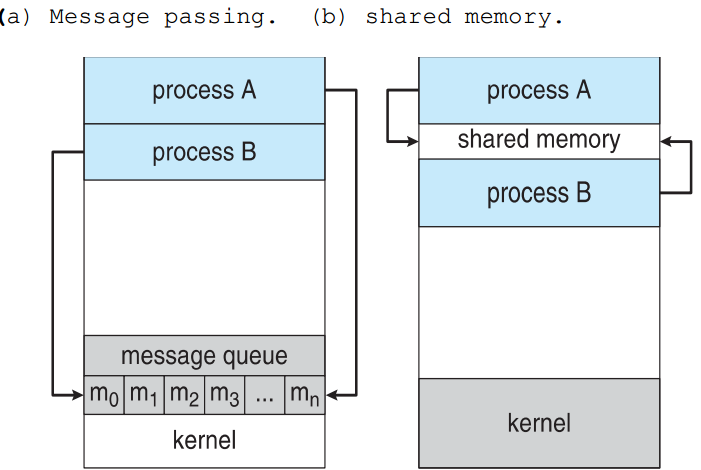 (a) Message passing.  (b) shared memory.
process A
process B
message queue
m0 m1 m2 m3 ... mn
kernel
process A
shared memory
process B
kernel